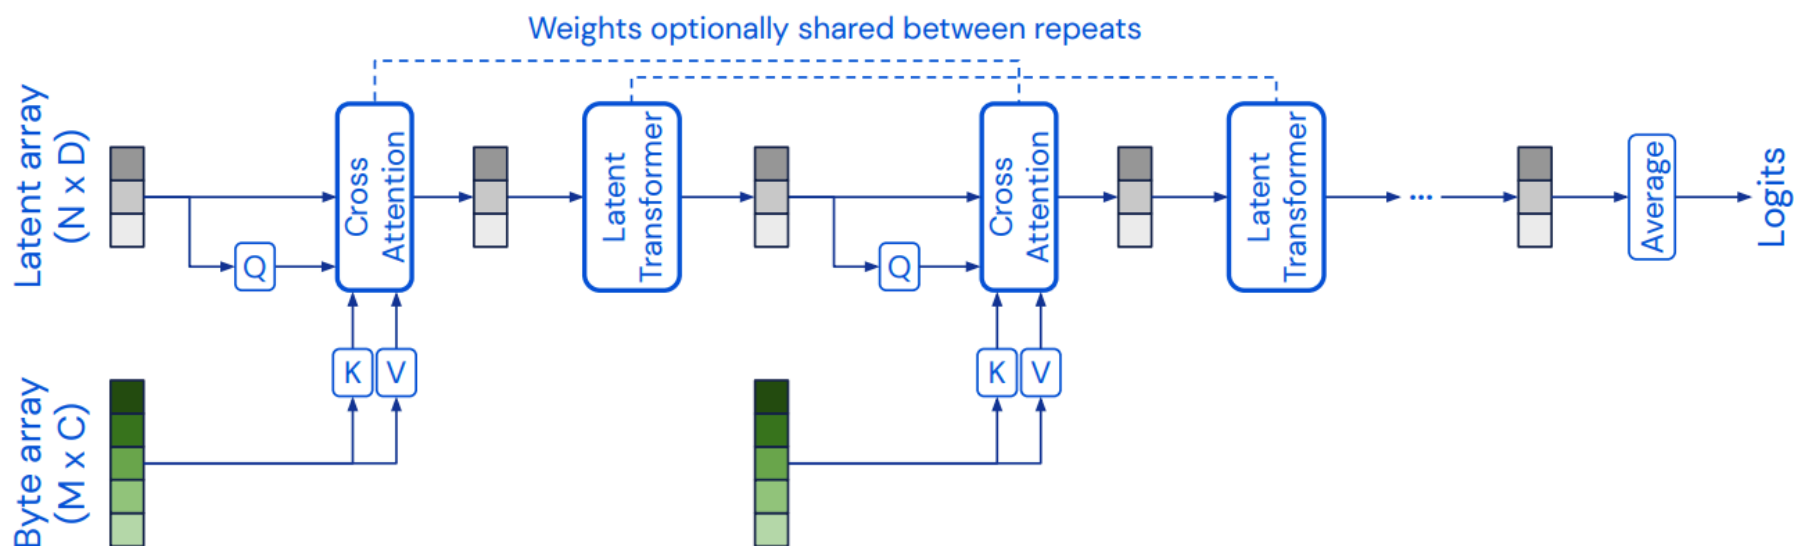 Weights optionally shared between repeats
Latent array
(N x D)
Cross
Attention
Latent
Transformer
Cross
Attention
Latent
Transformer
...
Average
Logits
Q
Q
K
V
K
V
Byte array
(M x C)